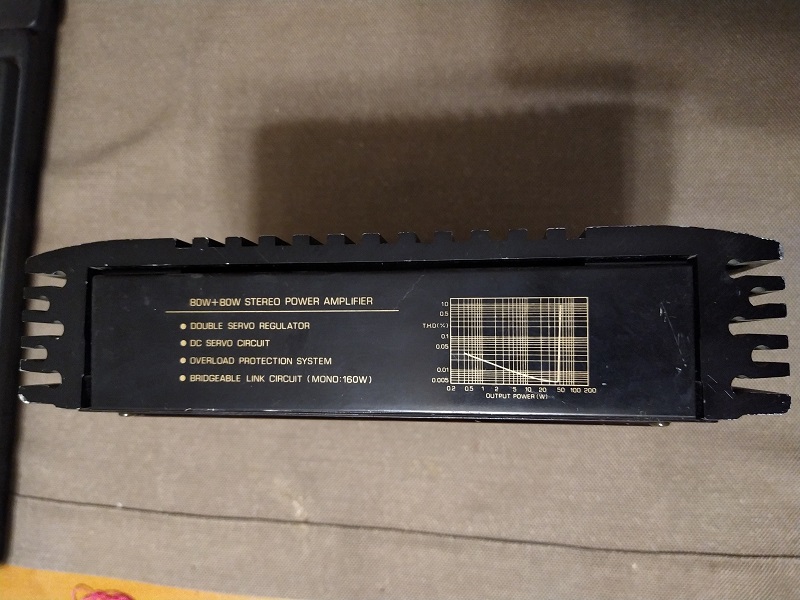 80W+80W STEREO POWER AMPLIFIER
● DOUBLE SERVO REGULATOR
● DC SERVO CIRCUIT
● OVERLOAD PROTECTION SYSTEM
● BRIDGEABLE LINK CIRCUIT (MONO:160W)
1.0
0.5
T.H.D(%)
0.1
0.05
0.01
0.005
0.2 0.5 1 2 5 10 20 50 100 200
OUTPUT POWER(W)